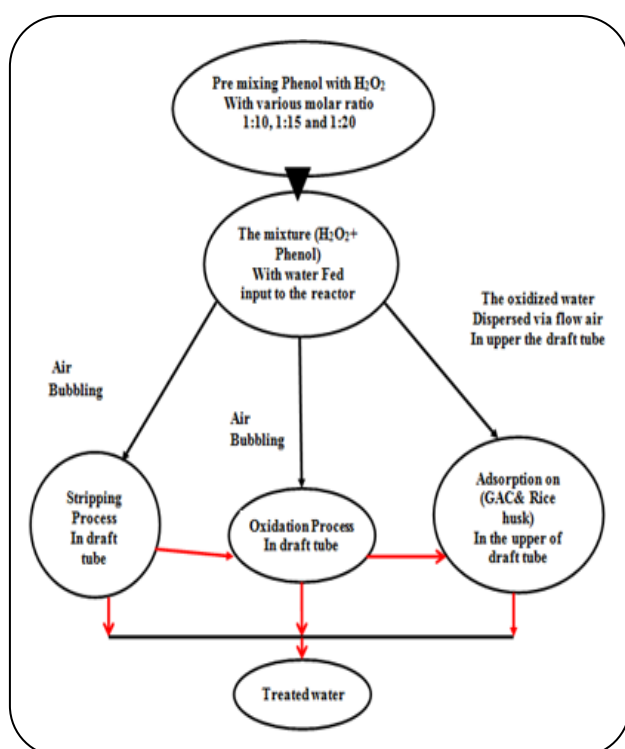 Pre mixing Phenol with H₂O₂
With various molar ratio
1:10, 1:15 and 1:20
The mixture (H₂O₂+
Phenol)
With water Fed
input to the reactor
The oxidized water
Dispersed via flow air
In upper the draft tube
Air
Bubbling
Air
Bubbling
Stripping
Process
In draft
tube
Oxidation Process
In draft tube
Adsorption on
(GAC& Rice
husk)
In the upper of
draft tube
Treated water